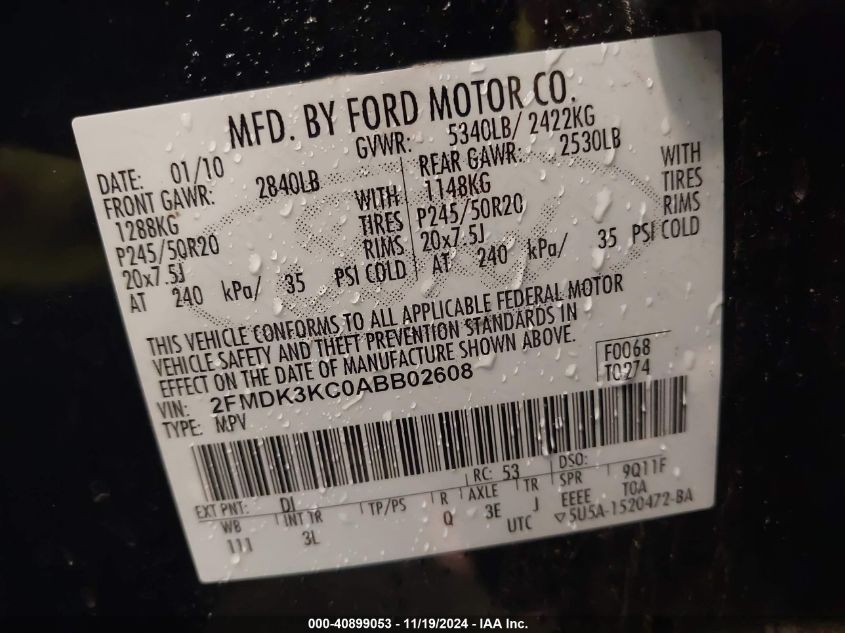 MFD. BY FORD MOTOR CO.
DATE: 01/10 GVWR: 5340LB/ 2422KG
FRONT GAWR: 2840LB REAR GAWR: 2530LB
1288KG WITH 1148KG WITH
P245/50R20 TIRES P245/50R20 TIRES
20x7.5J RIMS 20x7.5J RIMS
AT 240 kPa/ 35 PSI COLD AT 240 kPa/ 35 PSI COLD
THIS VEHICLE CONFORMS TO ALL APPLICABLE FEDERAL MOTOR
VEHICLE SAFETY AND THEFT PREVENTION STANDARDS IN
EFFECT ON THE DATE OF MANUFACTURE SHOWN ABOVE.
VIN: 2FMDK3KC0ABB02608 F0068
TYPE: MPV T0274
EXT PNT: DJ RC: 53 DSO:
WB INT TR TP/PS R AXLE TR SPR 9Q11F
111 3L Q 3E J EEEE TOA
UTC ▽5U5A-1520472-BA
000-40899053 - 11/19/2024 - IAA Inc.